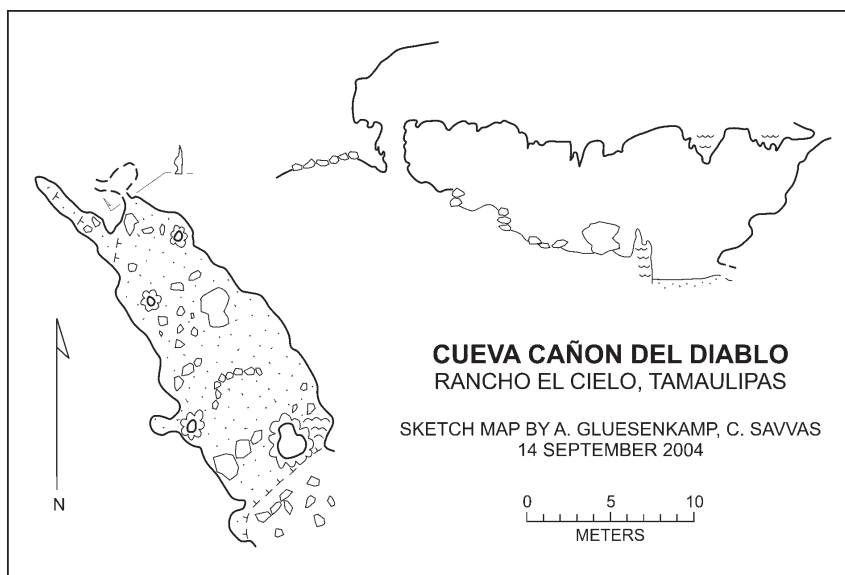 CUEVA CAÑON DEL DIABLO
RANCHO EL CIELO, TAMAULIPAS
SKETCH MAP BY A. GLUESENKAMP, C. SAVVAS
14 SEPTEMBER 2004
N
0 5 10
METERS